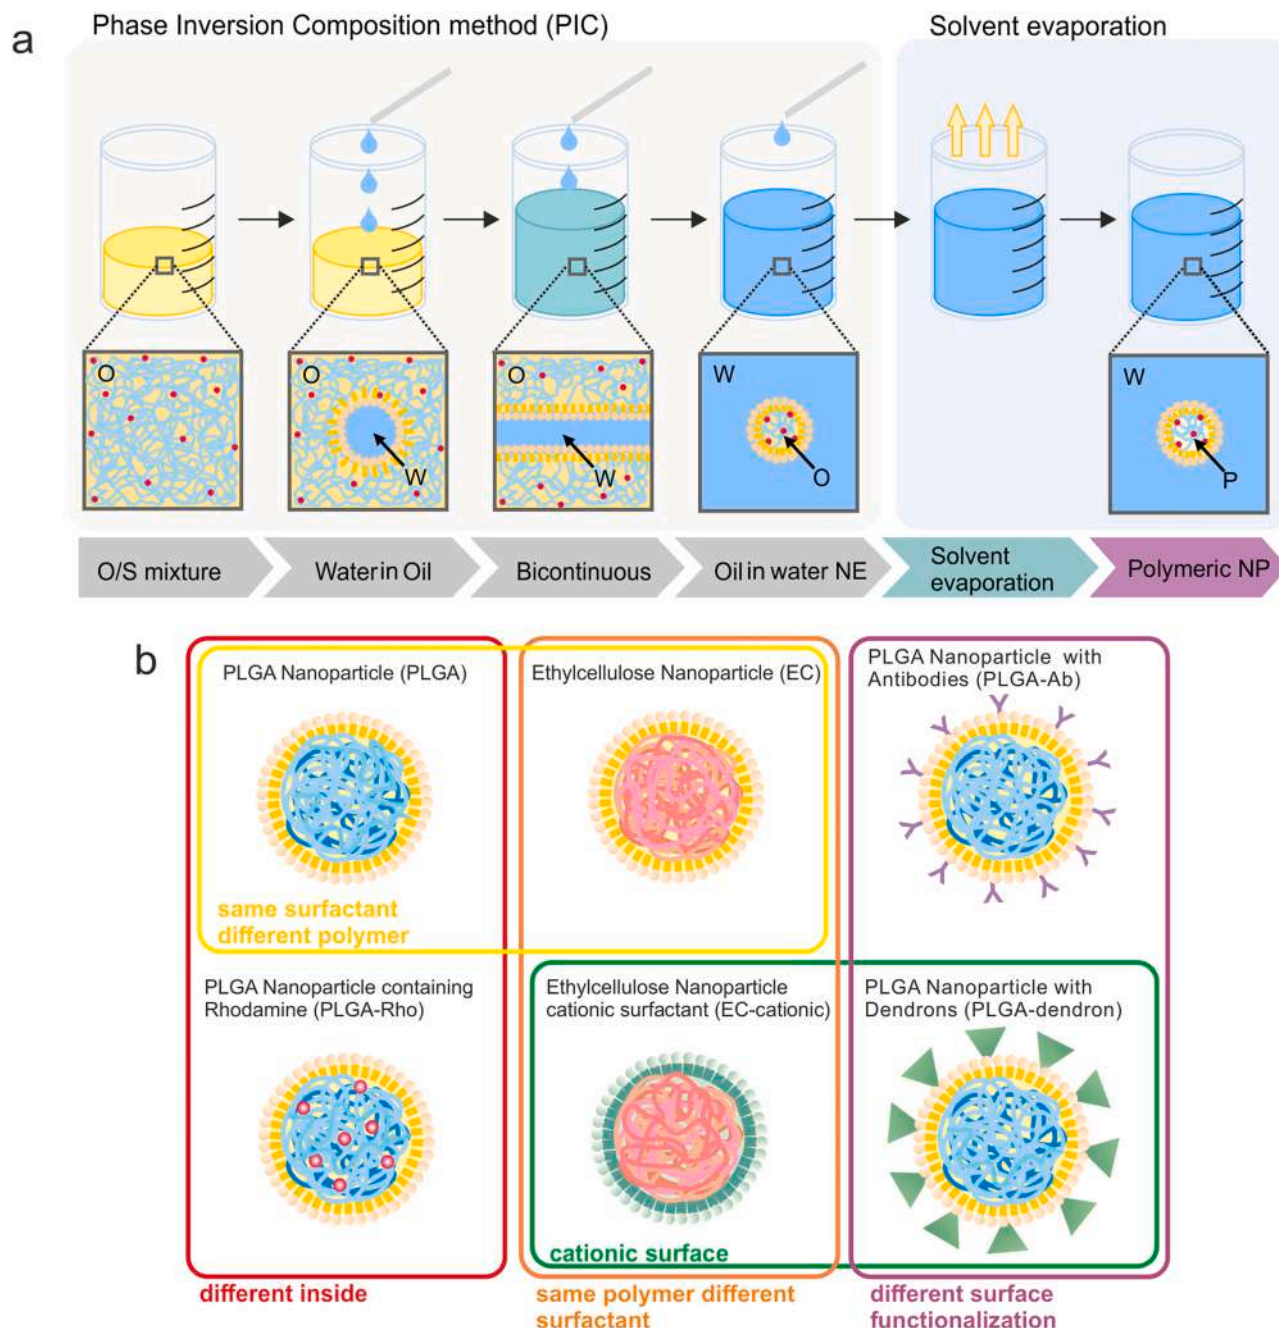 a
Phase Inversion Composition method (PIC)
Solvent evaporation
O
O
W
O
W
W
O
W
P
O/S mixture
Water in Oil
Bicontinuous
Oil in water NE
Solvent
evaporation
Polymeric NP
b
PLGA Nanoparticle (PLGA)
Ethylcellulose Nanoparticle (EC)
PLGA Nanoparticle with
Antibodies (PLGA-Ab)
same surfactant
different polymer
PLGA Nanoparticle containing
Rhodamine (PLGA-Rho)
Ethylcellulose Nanoparticle
cationic surfactant (EC-cationic)
PLGA Nanoparticle with
Dendrons (PLGA-dendron)
cationic surface
different inside
same polymer different
surfactant
different surface
functionalization